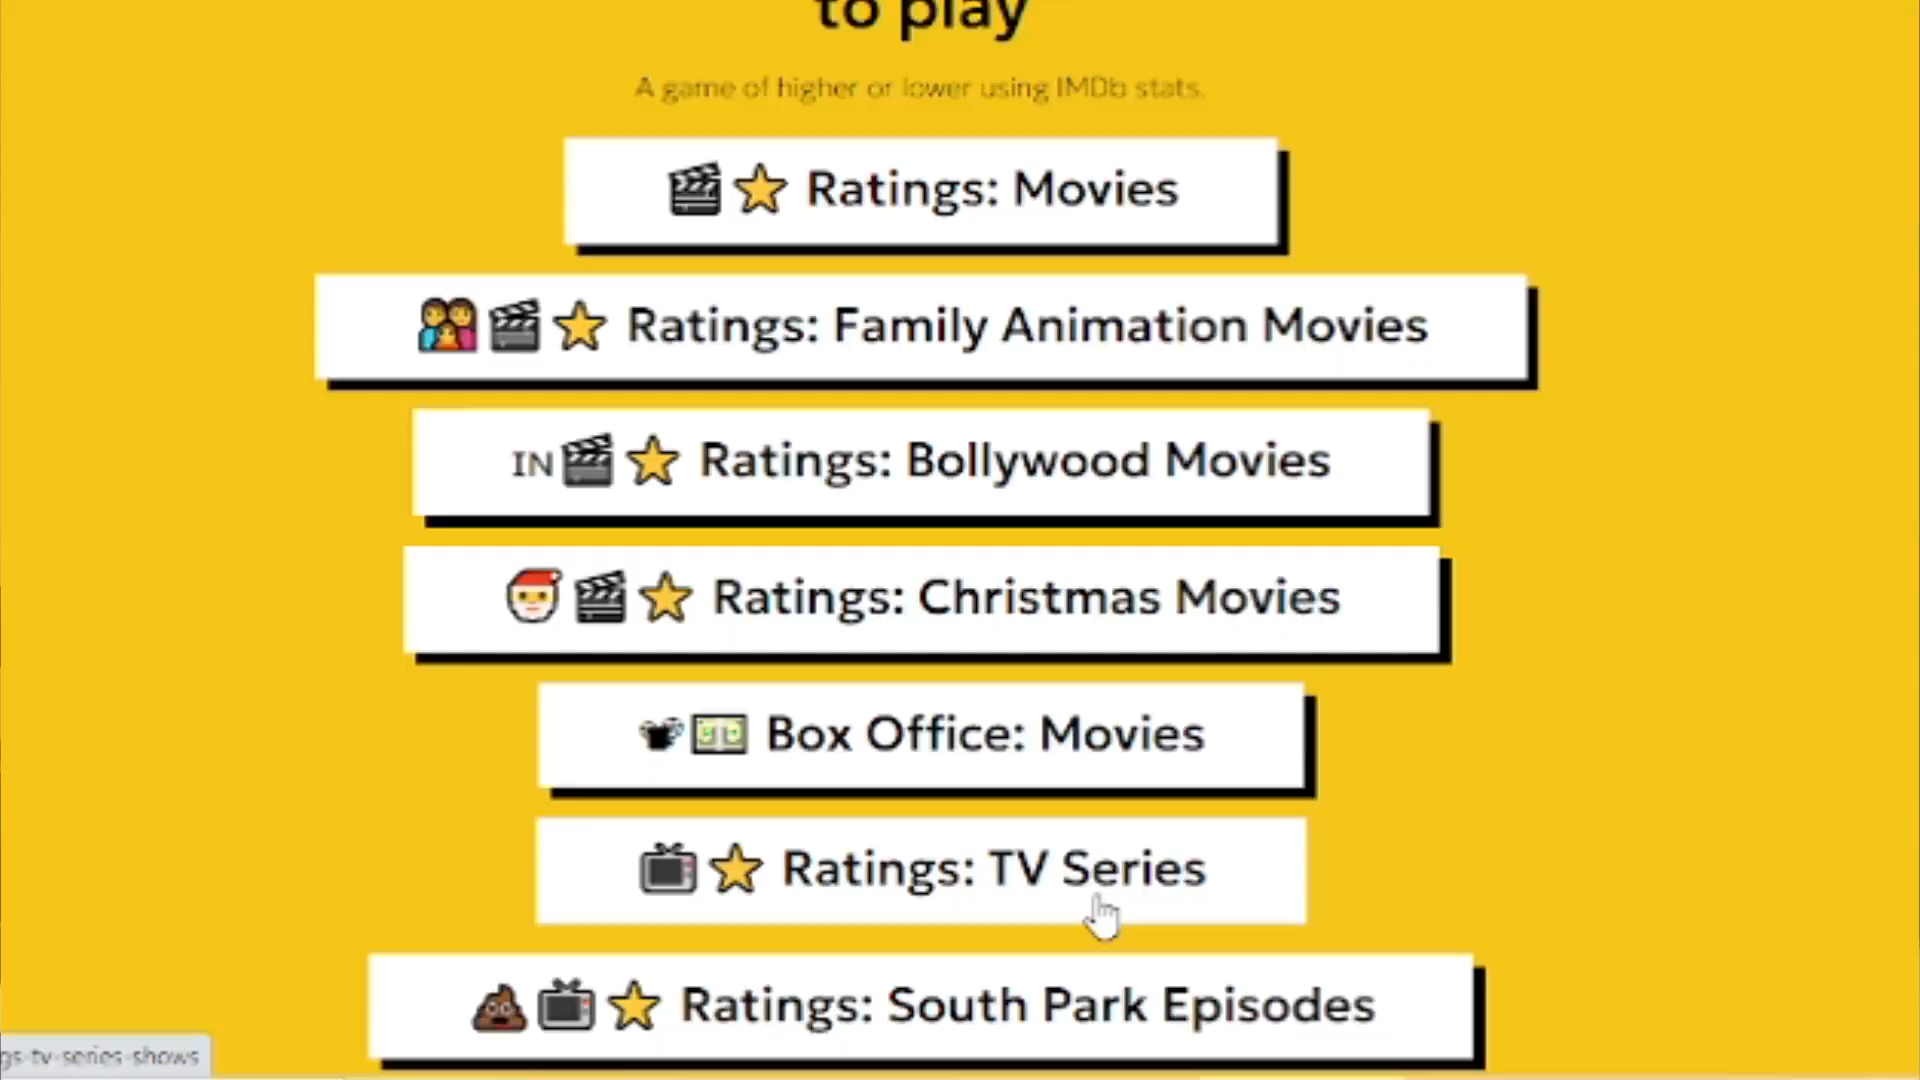 to play
A game of higher or lower using IMDb stats.
Ratings: Movies
Ratings: Family Animation Movies
IN Ratings: Bollywood Movies
Ratings: Christmas Movies
Box Office: Movies
Ratings: TV Series
Ratings: South Park Episodes
gs-tv-series-shows